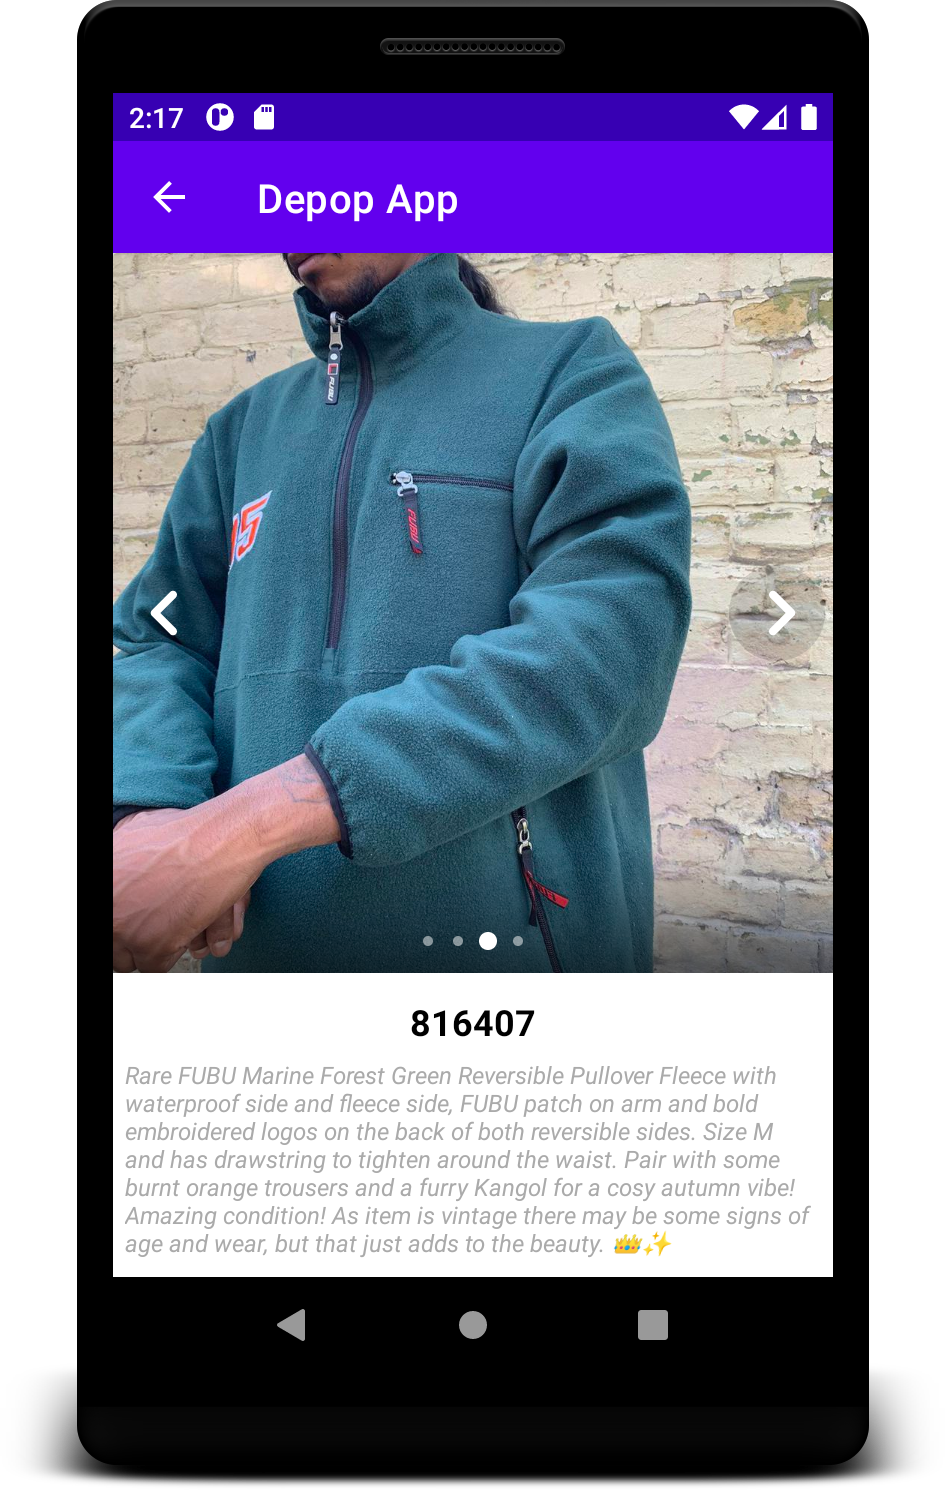 2:17
Depop App
FUBU
FUBU
05
816407
Rare FUBU Marine Forest Green Reversible Pullover Fleece with
waterproof side and fleece side, FUBU patch on arm and bold
embroidered logos on the back of both reversible sides. Size M
and has drawstring to tighten around the waist. Pair with some
burnt orange trousers and a furry Kangol for a cosy autumn vibe!
Amazing condition! As item is vintage there may be some signs of
age and wear, but that just adds to the beauty. 👑✨